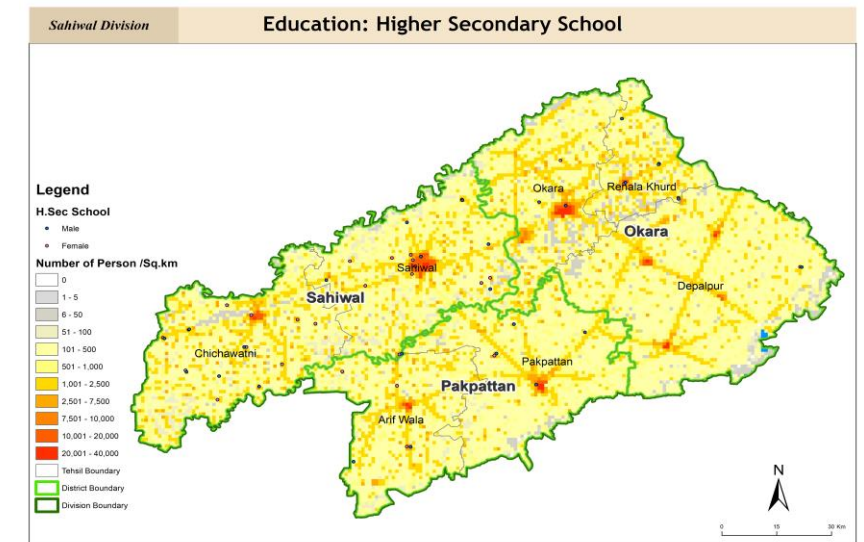 Sahiwal Division
Education: Higher Secondary School
Legend
H.Sec School
Male
Female
Number of Person /Sq.km
0
1 - 5
6 - 50
51 - 100
101 - 500
501 - 1,000
1,001 - 2,500
2,501 - 7,500
7,501 - 10,000
10,001 - 20,000
20,001 - 40,000
Tehsil Boundary
District Boundary
Division Boundary
Okara
Renala Khurd
Okara
Sahiwal
Depalpur
Sahiwal
Chichawatni
Pakpattan
Pakpattan
Arif Wala
N
0 15 30 Km